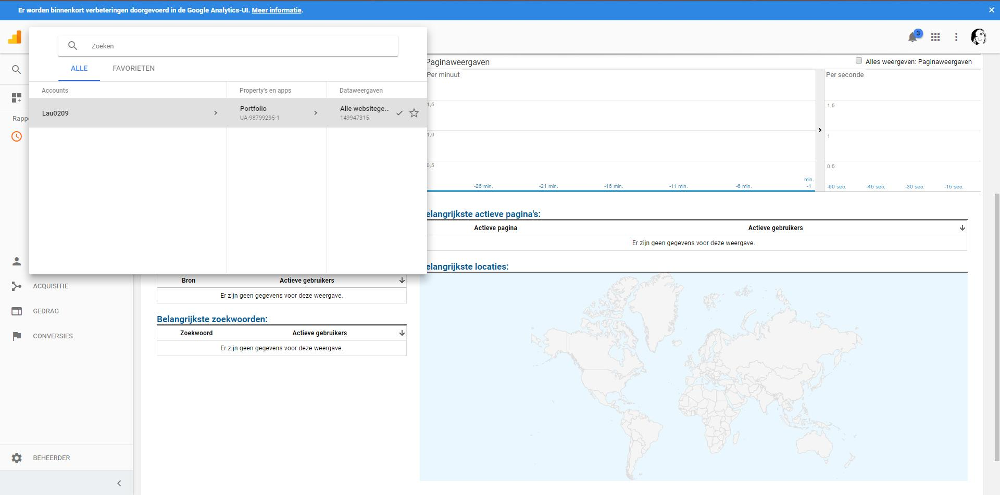 Er worden binnenkort verbeteringen doorgevoerd in de Google Analytics-UI. Meer informatie.
3
Zoeken
ALLE FAVORIETEN
Accounts Property's en apps Dataweergaven
Lau0209 Portfolio Alle websitege...
UA-98799295-1 149947315
Rapp
ACQUISITIE
GEDRAG
CONVERSIES
BEHEERDER
Paginaweergaven Alles weergeven: Paginaweergaven
Per minuut Per seconde
1,5 1,5
1,0 1
0,5 0,5
-26 min. -21 min. -16 min. -11 min. -6 min. min.
-1
-60 sec. -45 sec. -30 sec. -15 sec.
elangrijkste actieve pagina's:
Actieve pagina Actieve gebruikers
Er zijn geen gegevens voor deze weergave.
elangrijkste locaties:
Bron Actieve gebruikers
Er zijn geen gegevens voor deze weergave.
Belangrijkste zoekwoorden:
Zoekwoord Actieve gebruikers
Er zijn geen gegevens voor deze weergave.